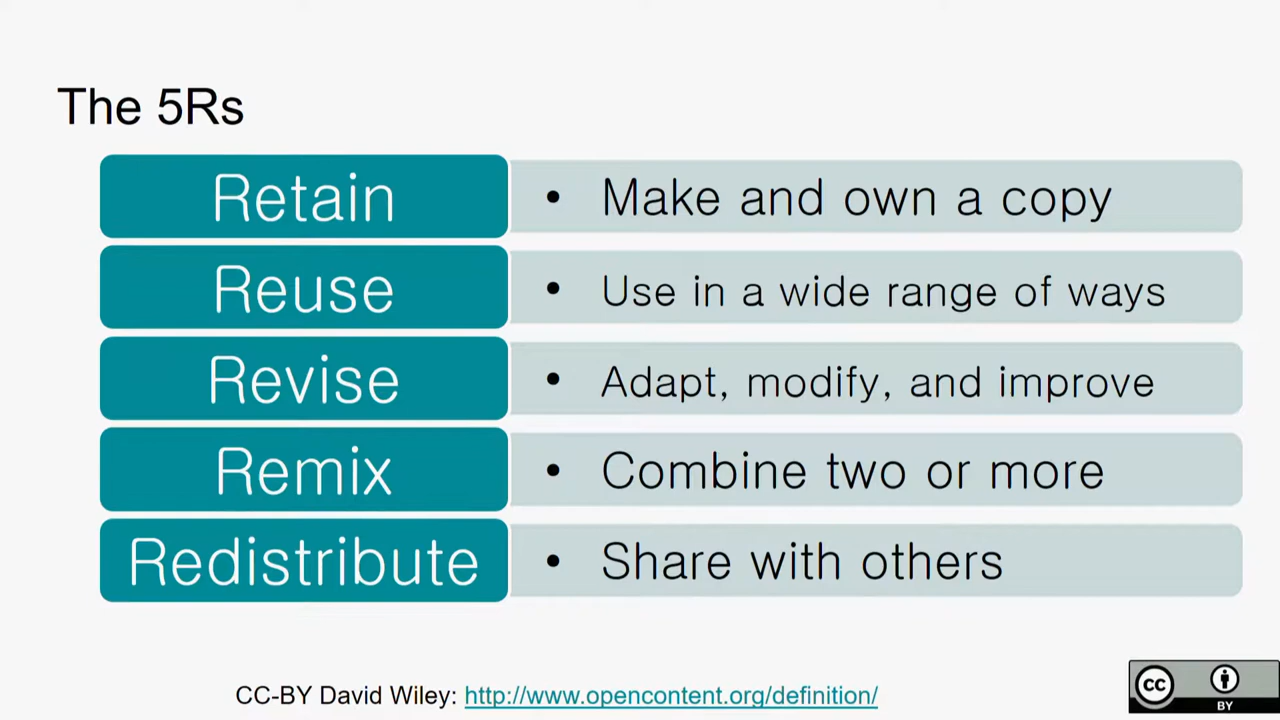 The 5Rs
Retain
• Make and own a copy
Reuse
• Use in a wide range of ways
Revise
• Adapt, modify, and improve
Remix
• Combine two or more
Redistribute
• Share with others
CC-BY David Wiley: http://www.opencontent.org/definition/
cc
BY